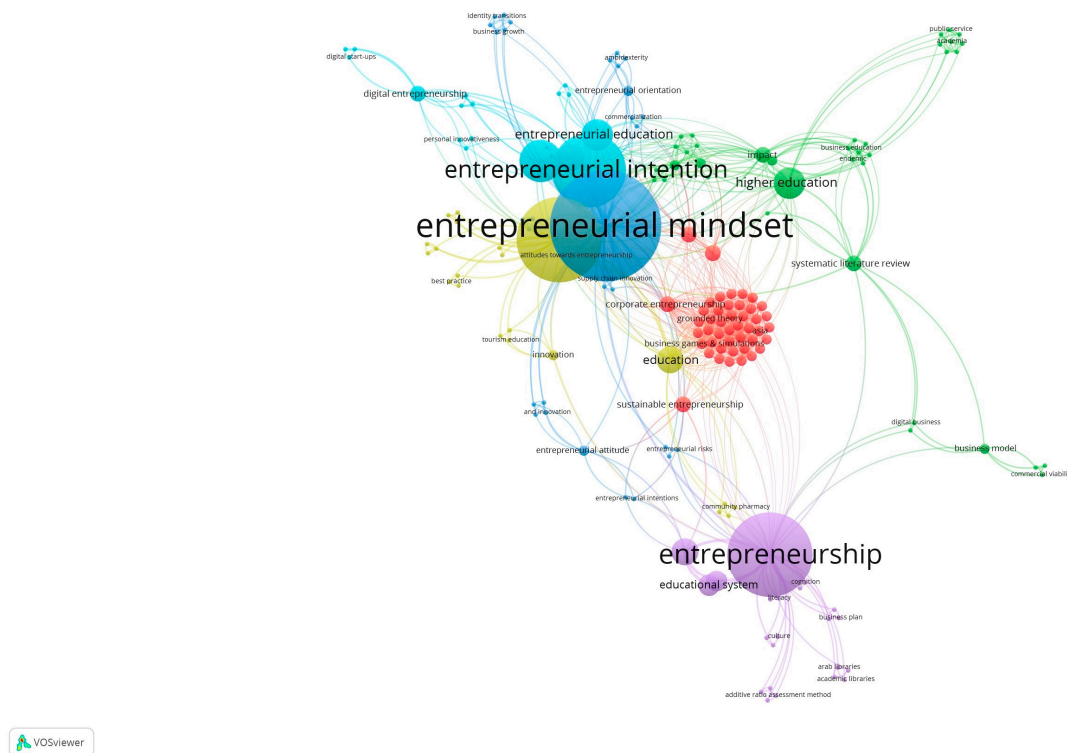 identity transitions
business growth
public service
academia
digital start-ups
ambidexterity
digital entrepreneurship
entrepreneurial orientation
commercialization
entrepreneurial education
personal innovativeness
business education
endemic
impact
entrepreneurial intention
higher education
entrepreneurial mindset
attitudes towards entrepreneurship
systematic literature review
supply chain innovation
best practice
corporate entrepreneurship
grounded theory
asia
tourism education
business games & simulations
innovation
education
sustainable entrepreneurship
and innovation
digital business
entrepreneurial attitude
entrepreneurial risks
business model
commercial viabili
entrepreneurial intentions
community pharmacy
entrepreneurship
educational system
cognition
literacy
business plan
culture
arab libraries
academic libraries
additive ratio assessment method
VOSviewer